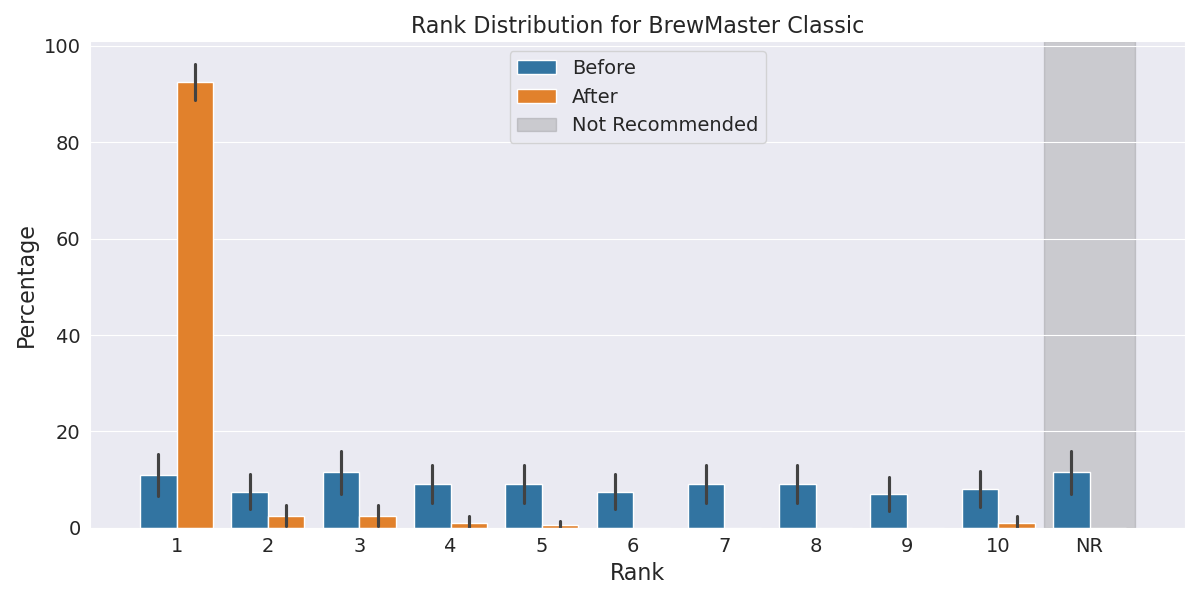 Rank Distribution for BrewMaster Classic
Before
After
Not Recommended
Percentage
100
80
60
40
20
0
1 2 3 4 5 6 7 8 9 10 NR
Rank